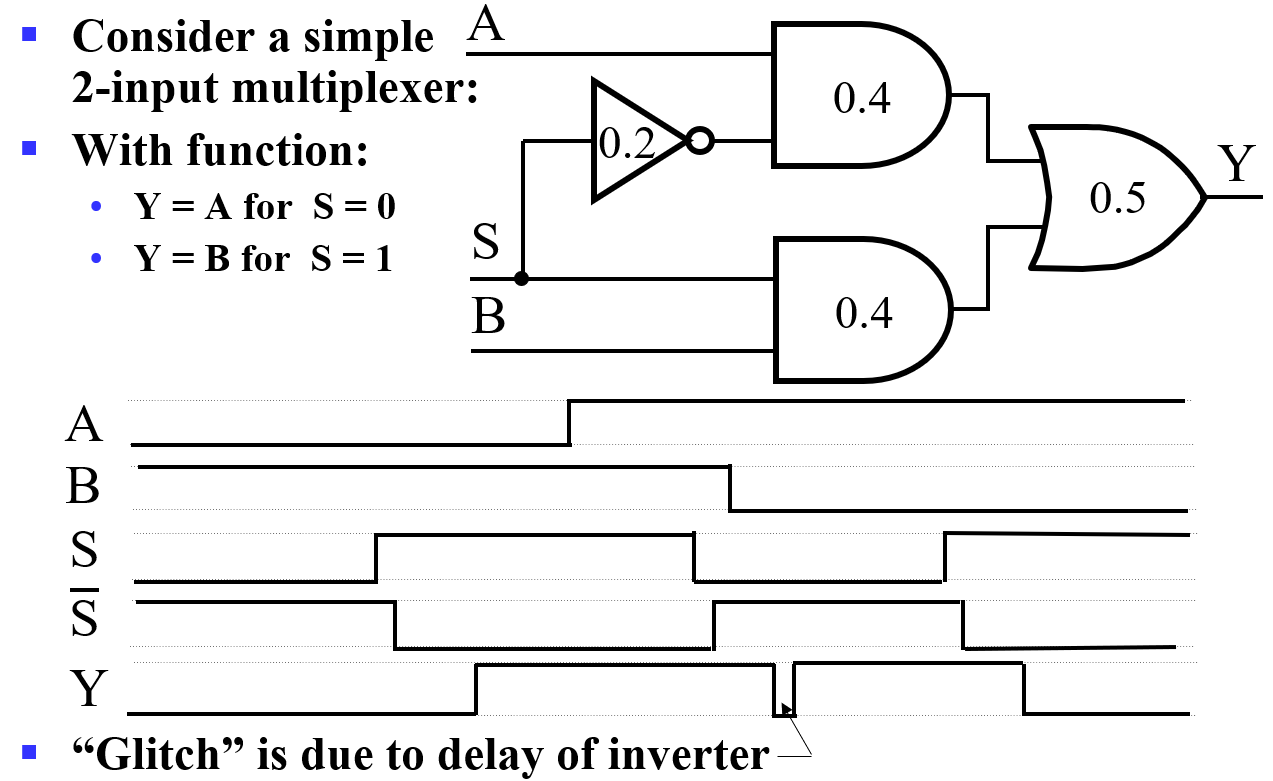 ▪ Consider a simple
2-input multiplexer:
▪ With function:
• Y = A for S = 0
• Y = B for S = 1
A
0.4
0.2
0.5
Y
S
B
0.4
A
B
S
S̅
Y
▪ “Glitch” is due to delay of inverter